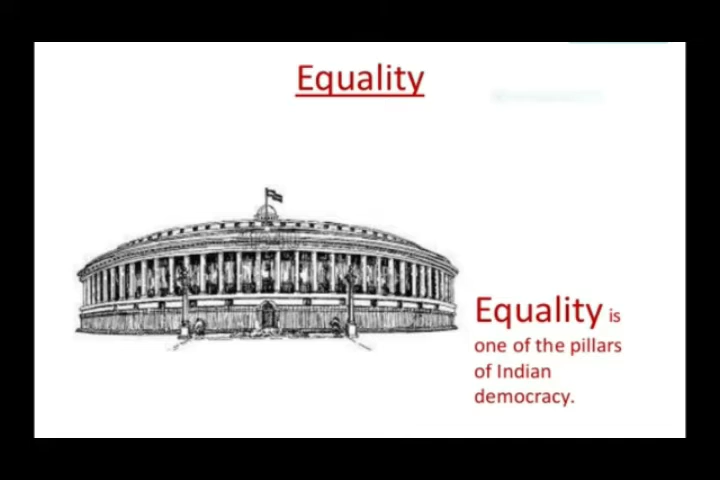 Equality
Equality is
one of the pillars
of Indian
democracy.